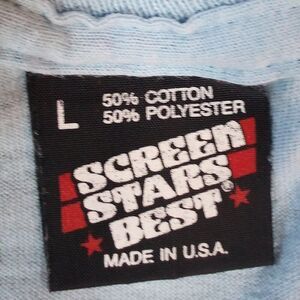 L
50% COTTON
50% POLYESTER
SCREEN
STARS
BEST®
MADE IN U.S.A.